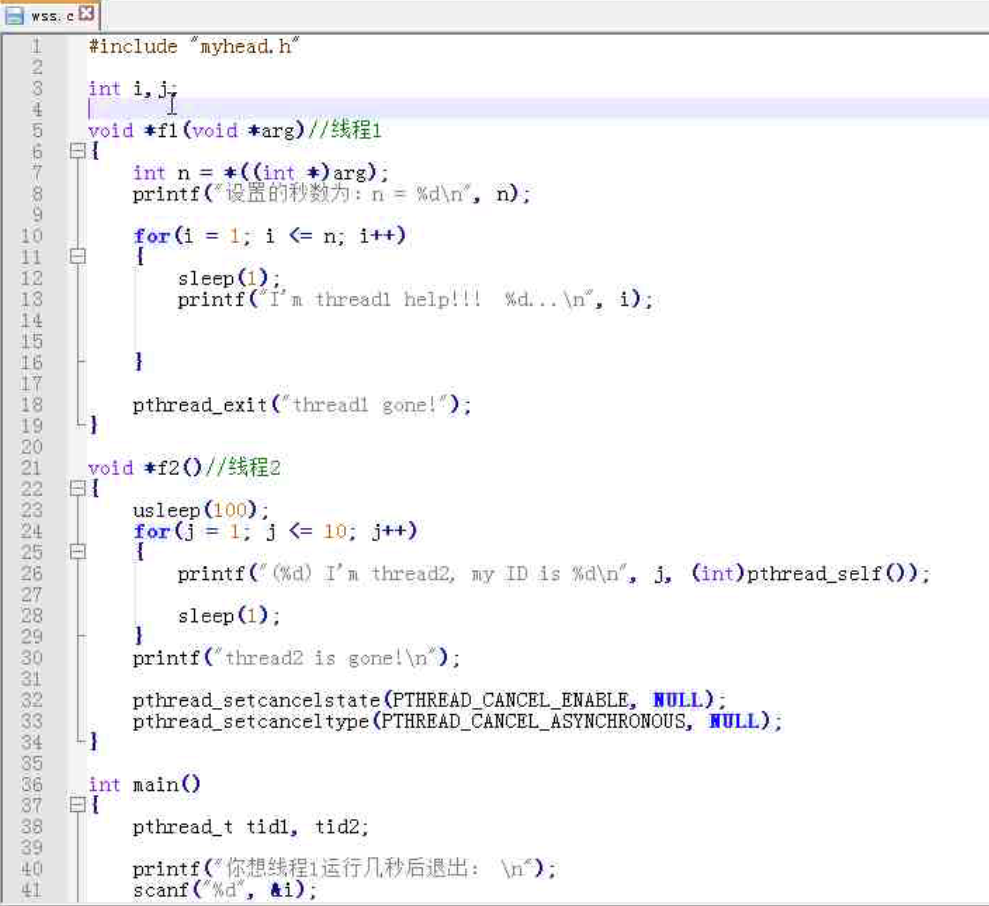 wss.c
1 #include "myhead.h"
2
3 int i,j;
4
5 void *f1(void *arg)//线程1
6 {
7 int n = *((int *)arg);
8 printf("设置的秒数为: n = %d\n", n);
9
10 for(i = 1; i <= n; i++)
11 {
12 sleep(1);
13 printf("I'm thread1 help!!!  %d...\n", i);
14
15
16 }
17
18 pthread_exit("thread1 gone!");
19 }
20
21 void *f2()//线程2
22 {
23 usleep(100);
24 for(j = 1; j <= 10; j++)
25 {
26 printf("(%d) I'm thread2, my ID is %d\n", j, (int)pthread_self());
27
28 sleep(1);
29 }
30 printf("thread2 is gone!\n");
31
32 pthread_setcancelstate(PTHREAD_CANCEL_ENABLE, NULL);
33 pthread_setcanceltype(PTHREAD_CANCEL_ASYNCHRONOUS, NULL);
34 }
35
36 int main()
37 {
38 pthread_t tid1, tid2;
39
40 printf("你想线程1运行几秒后退出: \n");
41 scanf("%d", &i);